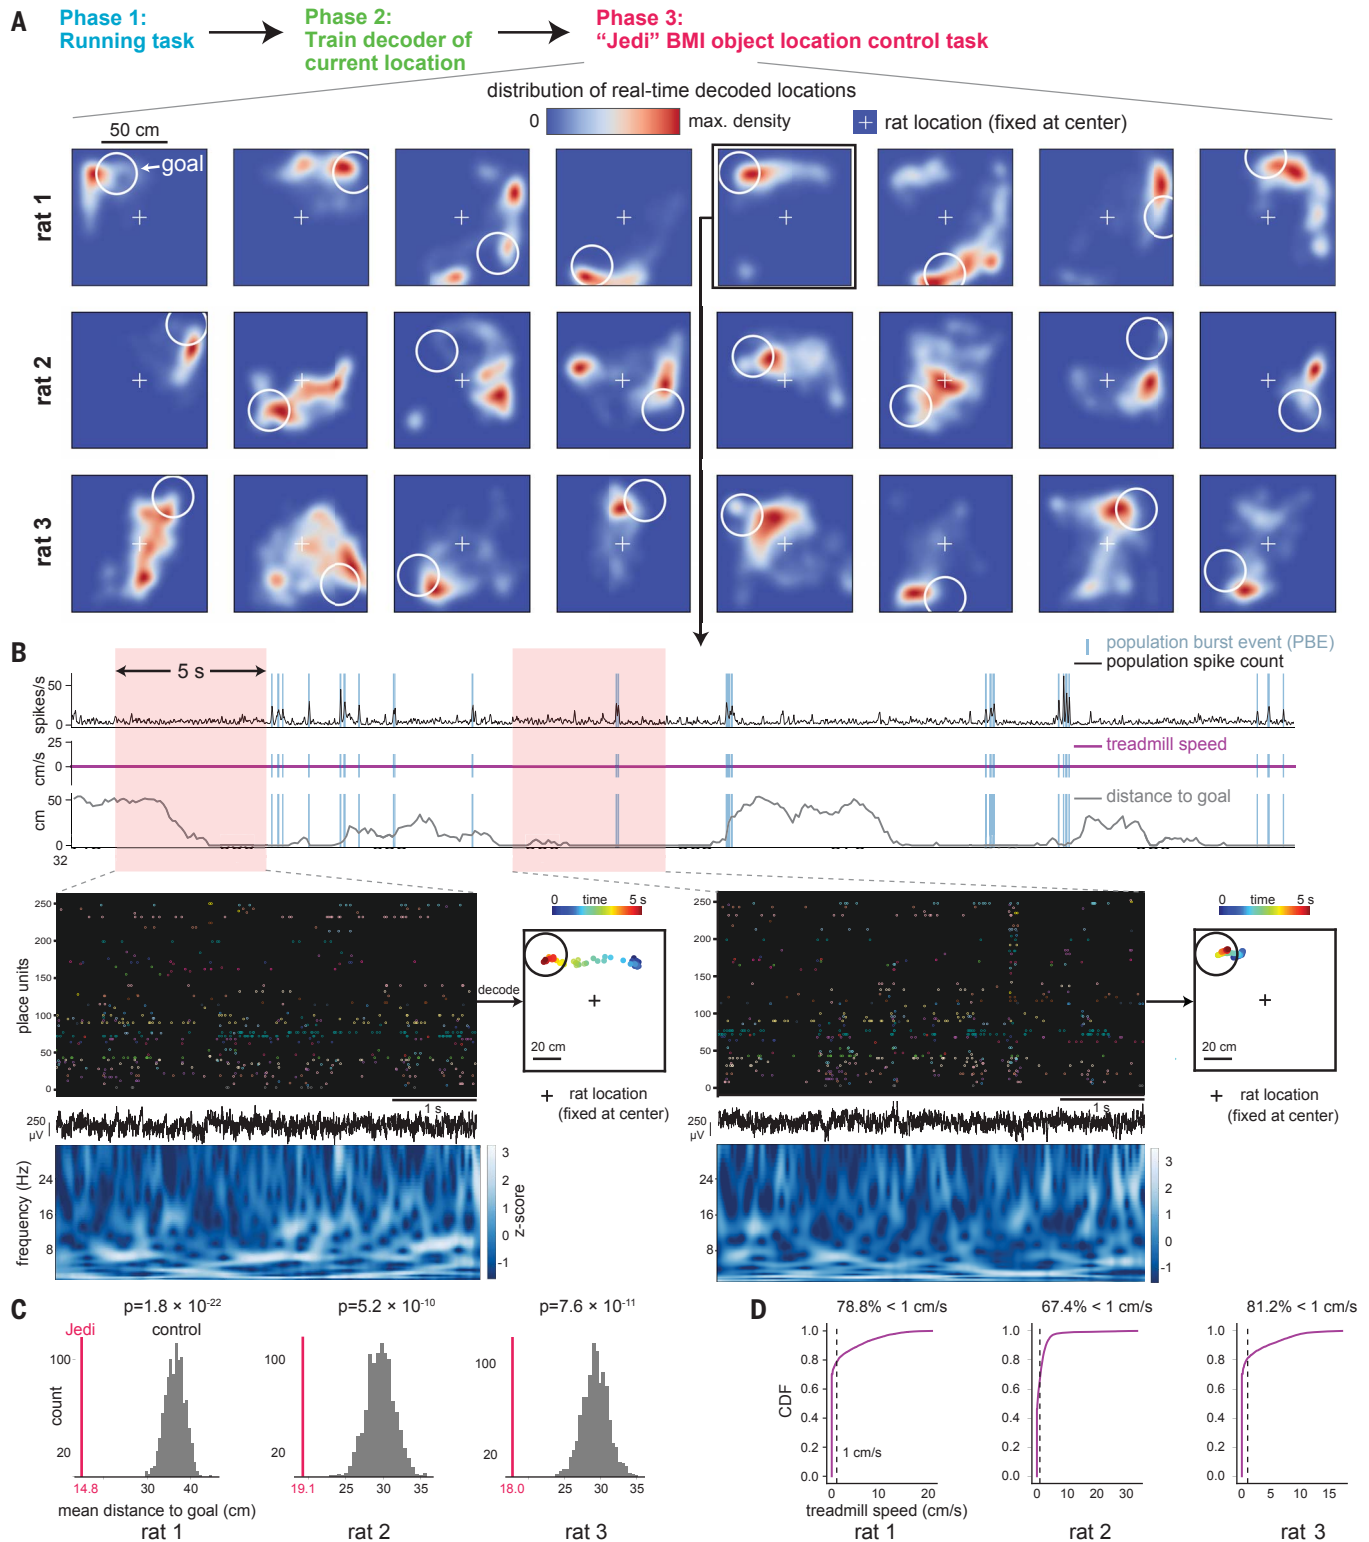 A
Phase 1:
Running task
Phase 2:
Train decoder of
current location
Phase 3:
“Jedi” BMI object location control task
distribution of real-time decoded locations
0
max. density
rat location (fixed at center)
50 cm
goal
rat 1
rat 2
rat 3
B
population burst event (PBE)
population spike count
5 s
spikes/s
50
0
treadmill speed
cm/s
25
0
distance to goal
cm
50
0
32
place units
250
200
150
100
50
0
1 s
decode
0 time 5 s
20 cm
rat location
(fixed at center)
250
200
150
100
50
0
1 s
0 time 5 s
20 cm
rat location
(fixed at center)
250
µV
250
µV
frequency (Hz)
24
16
8
3
2
1
0
-1
z-score
24
16
8
3
2
1
0
-1
C
p=1.8 × 10-22
p=5.2 × 10-10
p=7.6 × 10-11
Jedi
control
count
100
20
14.8
30
40
100
20
19.1
25
30
35
100
20
18.0
25
30
35
mean distance to goal (cm)
rat 1
rat 2
rat 3
D
78.8% < 1 cm/s
67.4% < 1 cm/s
81.2% < 1 cm/s
CDF
1.0
0.8
0.6
0.4
0.2
0.0
1 cm/s
0
10
20
1.0
0.8
0.6
0.4
0.2
0.0
0
10
20
30
1.0
0.8
0.6
0.4
0.2
0.0
0
5
10
15
treadmill speed (cm/s)
rat 1
rat 2
rat 3